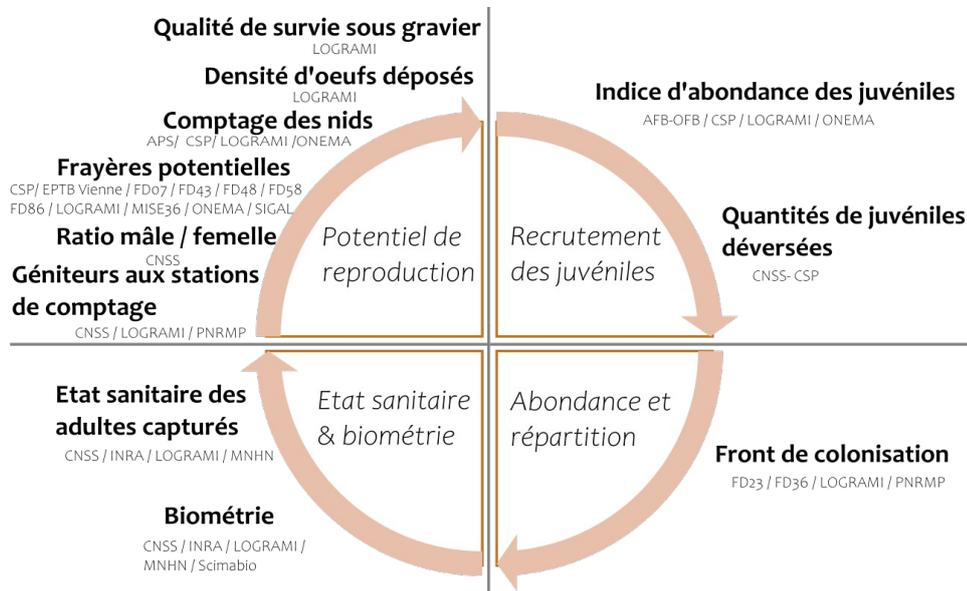 Qualité de survie sous gravier
LOGRAMI
Densité d'oeufs déposés
LOGRAMI
Comptage des nids
APS/ CSP/ LOGRAMI /ONEMA
Frayères potentielles
CSP/ EPTB Vienne / FD07 / FD43 / FD48 / FD58
FD86 / LOGRAMI / MISE36 / ONEMA / SIGAL
Ratio mâle / femelle
CNSS
Géniteurs aux stations
de comptage
CNSS / LOGRAMI / PNRMP
Potentiel de
reproduction
Indice d'abondance des juvéniles
AFB-OFB / CSP / LOGRAMI / ONEMA
Quantités de juvéniles
déversées
CNSS- CSP
Recrutement
des juvéniles
Etat sanitaire des
adultes capturés
CNSS / INRA / LOGRAMI / MNHN
Biométrie
CNSS / INRA / LOGRAMI /
MNHN / Scimabio
Etat sanitaire
& biométrie
Abondance et
répartition
Front de colonisation
FD23 / FD36 / LOGRAMI / PNRMP